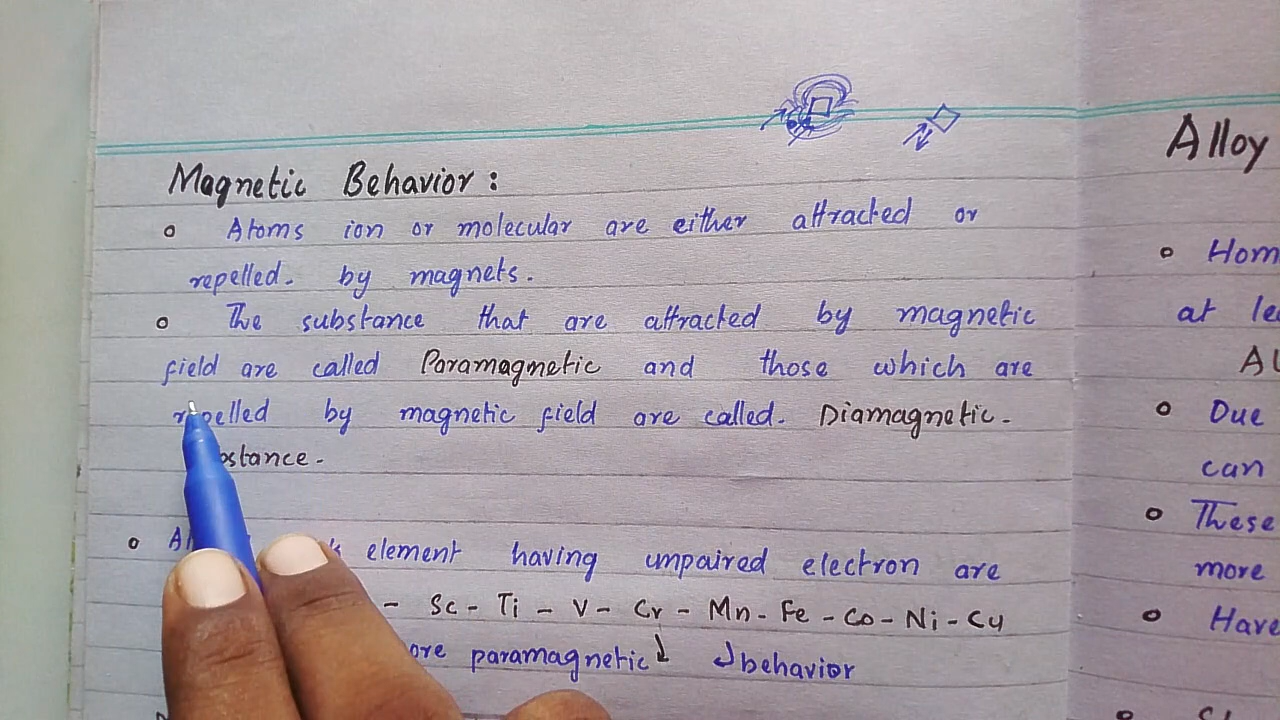 Magnetic Behavior:
o Atoms ion or molecular are either attracted or
repelled. by magnets.
o The substance that are attracted by magnetic
field are called Paramagnetic and those which are
repelled by magnetic field are called. Diamagnetic.
bstance.
o element having unpaired electron are
- Sc - Ti - V - Cr - Mn - Fe - Co - Ni - Cu
ore paramagnetic behavior
Alloy
o Hom
at le
Al
o Due
can
o These
more
o Have